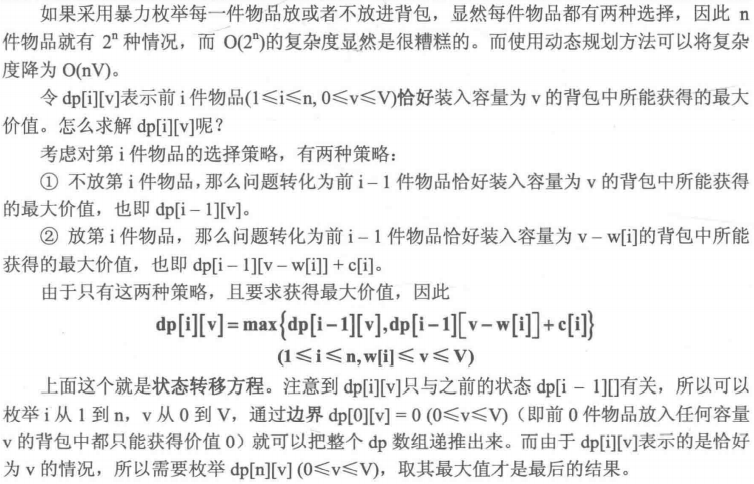 如果采用暴力枚举每一件物品放或者不放进背包，显然每件物品都有两种选择，因此 n
件物品就有 2ⁿ 种情况，而 O(2ⁿ)的复杂度显然是很糟糕的。而使用动态规划方法可以将复杂
度降为 O(nV)。
令 dp[i][v]表示前 i 件物品(1≤i≤n, 0≤v≤V)恰好装入容量为 v 的背包中所能获得的最大
价值。怎么求解 dp[i][v]呢？
考虑对第 i 件物品的选择策略，有两种策略：
① 不放第 i 件物品，那么问题转化为前 i – 1 件物品恰好装入容量为 v 的背包中所能获得
的最大价值，也即 dp[i – 1][v]。
② 放第 i 件物品，那么问题转化为前 i – 1 件物品恰好装入容量为 v – w[i]的背包中所能
获得的最大价值，也即 dp[i – 1][v – w[i]] + c[i]。
由于只有这两种策略，且要求获得最大价值，因此
dp[i][v] = max{dp[i–1][v],dp[i–1][v–w[i]]+c[i]}
(1≤i≤n,w[i]≤v≤V)
上面这个就是状态转移方程。注意到 dp[i][v]只与之前的状态 dp[i – 1][]有关，所以可以
枚举 i 从 1 到 n，v 从 0 到 V，通过边界 dp[0][v] = 0 (0≤v≤V)（即前 0 件物品放入任何容量
v 的背包中都只能获得价值 0）就可以把整个 dp 数组递推出来。而由于 dp[i][v]表示的是恰好
为 v 的情况，所以需要枚举 dp[n][v] (0≤v≤V)，取其最大值才是最后的结果。